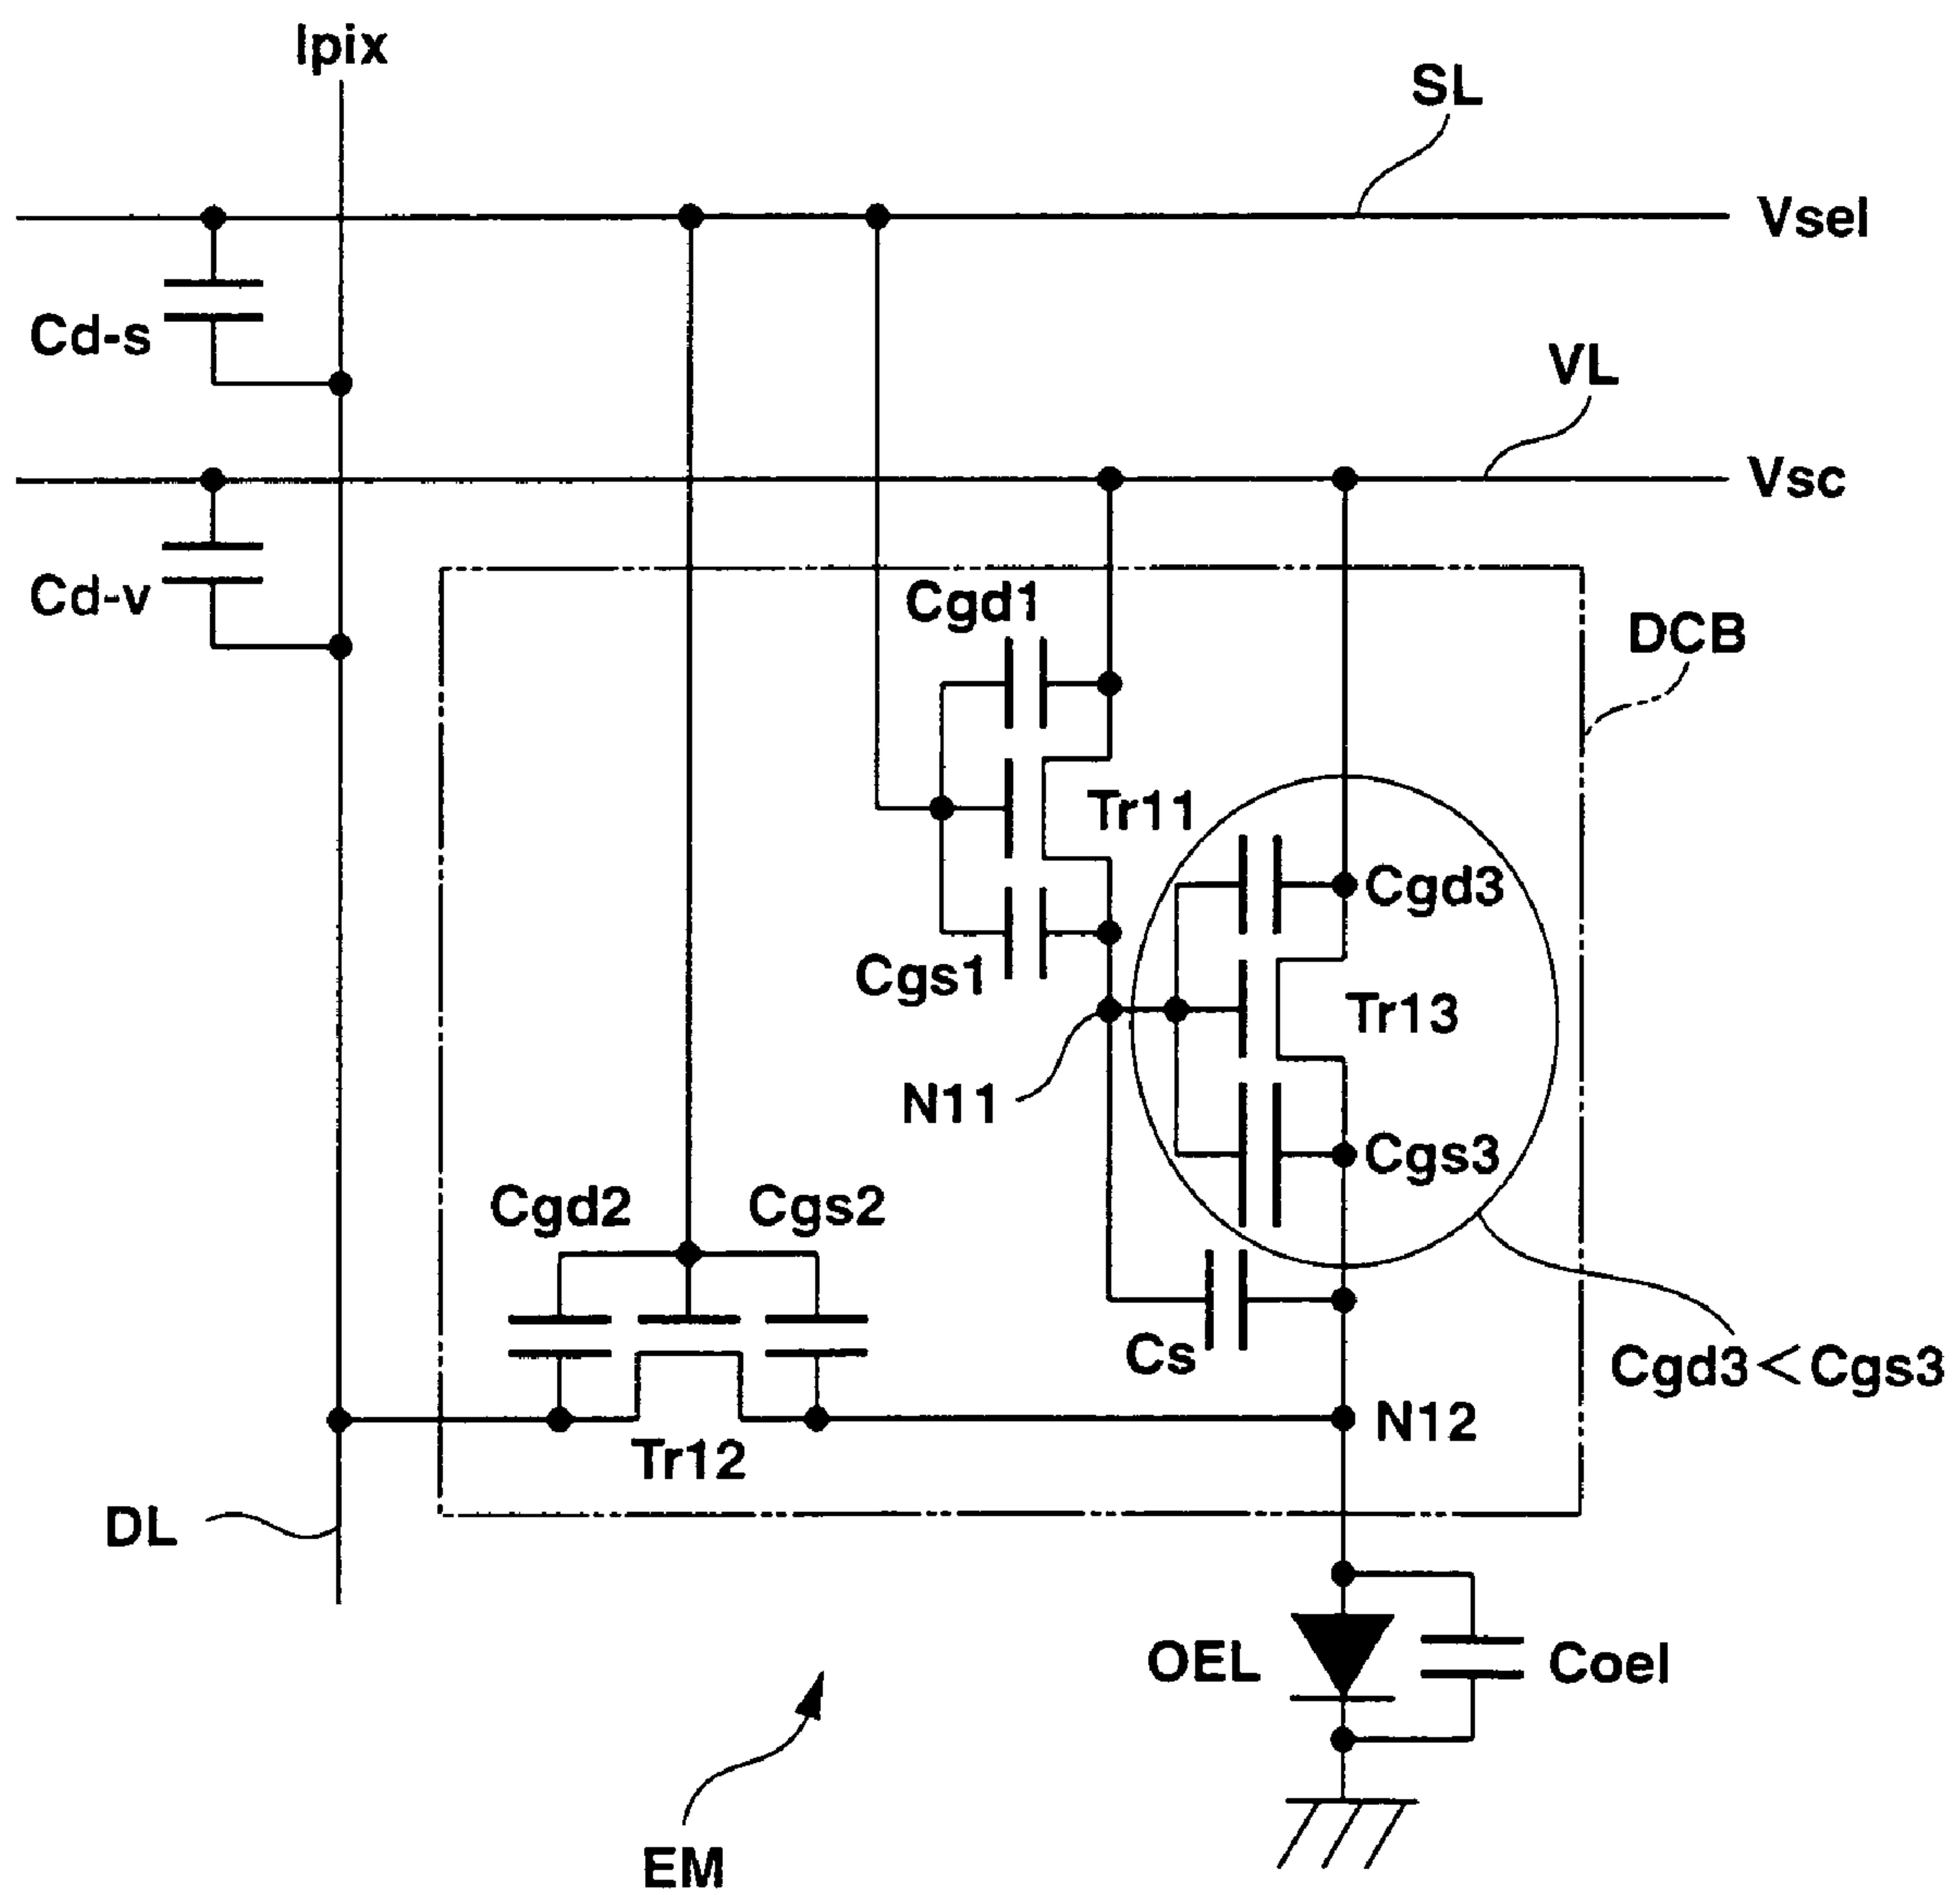 Ipix
SL
Vsel
Cd-s
VL
Vsc
Cd-v
Cgd1
DCB
Tr11
Cgd3
Cgs1
Tr13
N11
Cgs3
Cgd2
Cgs2
Cs
Cgd3<Cgs3
N12
Tr12
DL
OEL
Coel
EM